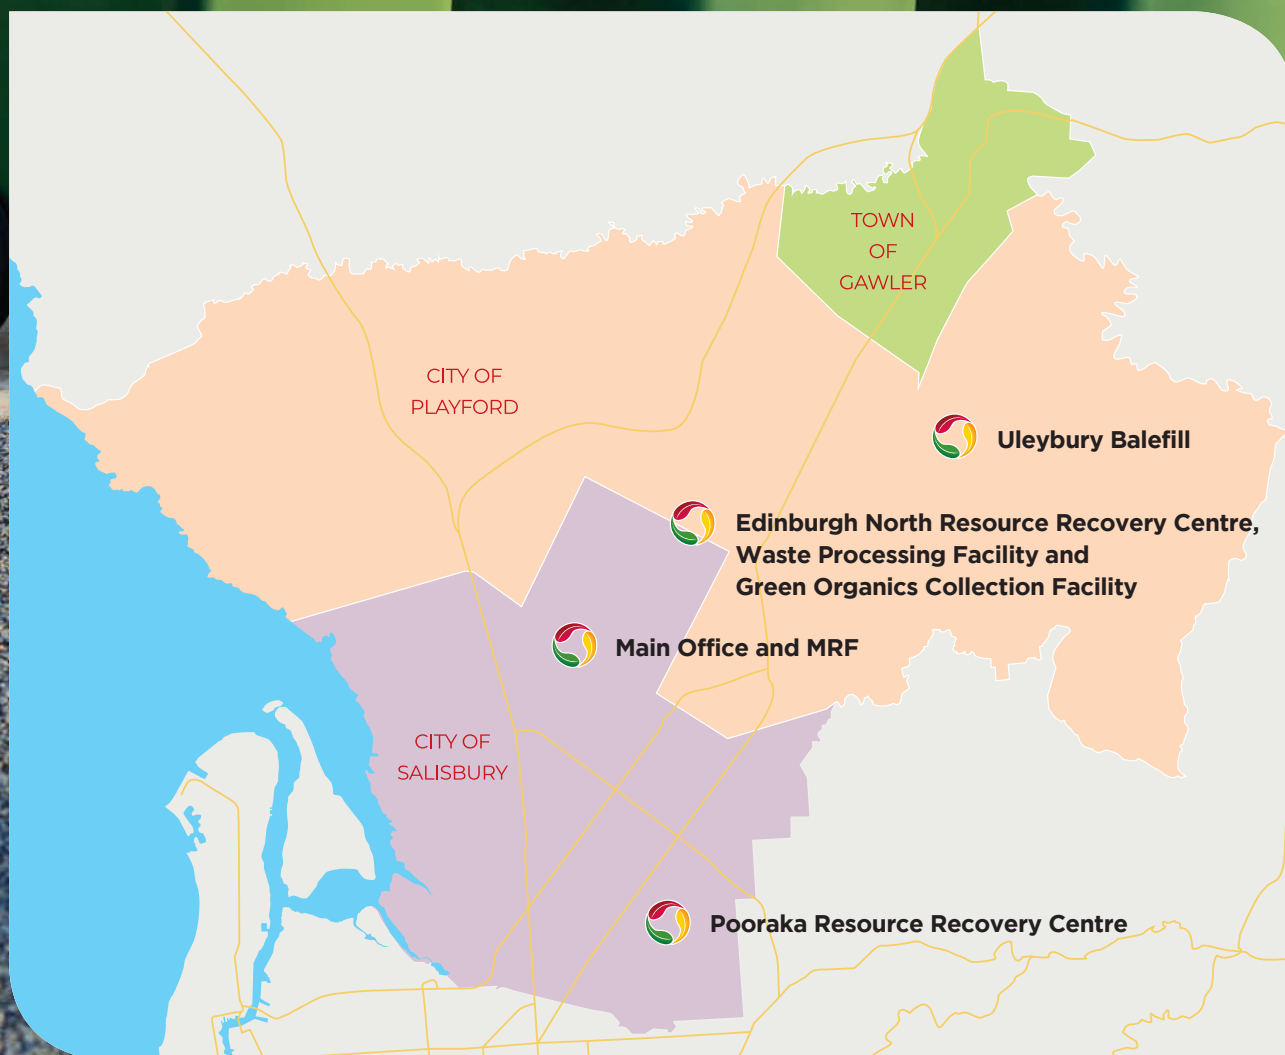 TOWN
OF
GAWLER
CITY OF
PLAYFORD
Uleybury Balefill
Edinburgh North Resource Recovery Centre,
Waste Processing Facility and
Green Organics Collection Facility
Main Office and MRF
CITY OF
SALISBURY
Pooraka Resource Recovery Centre